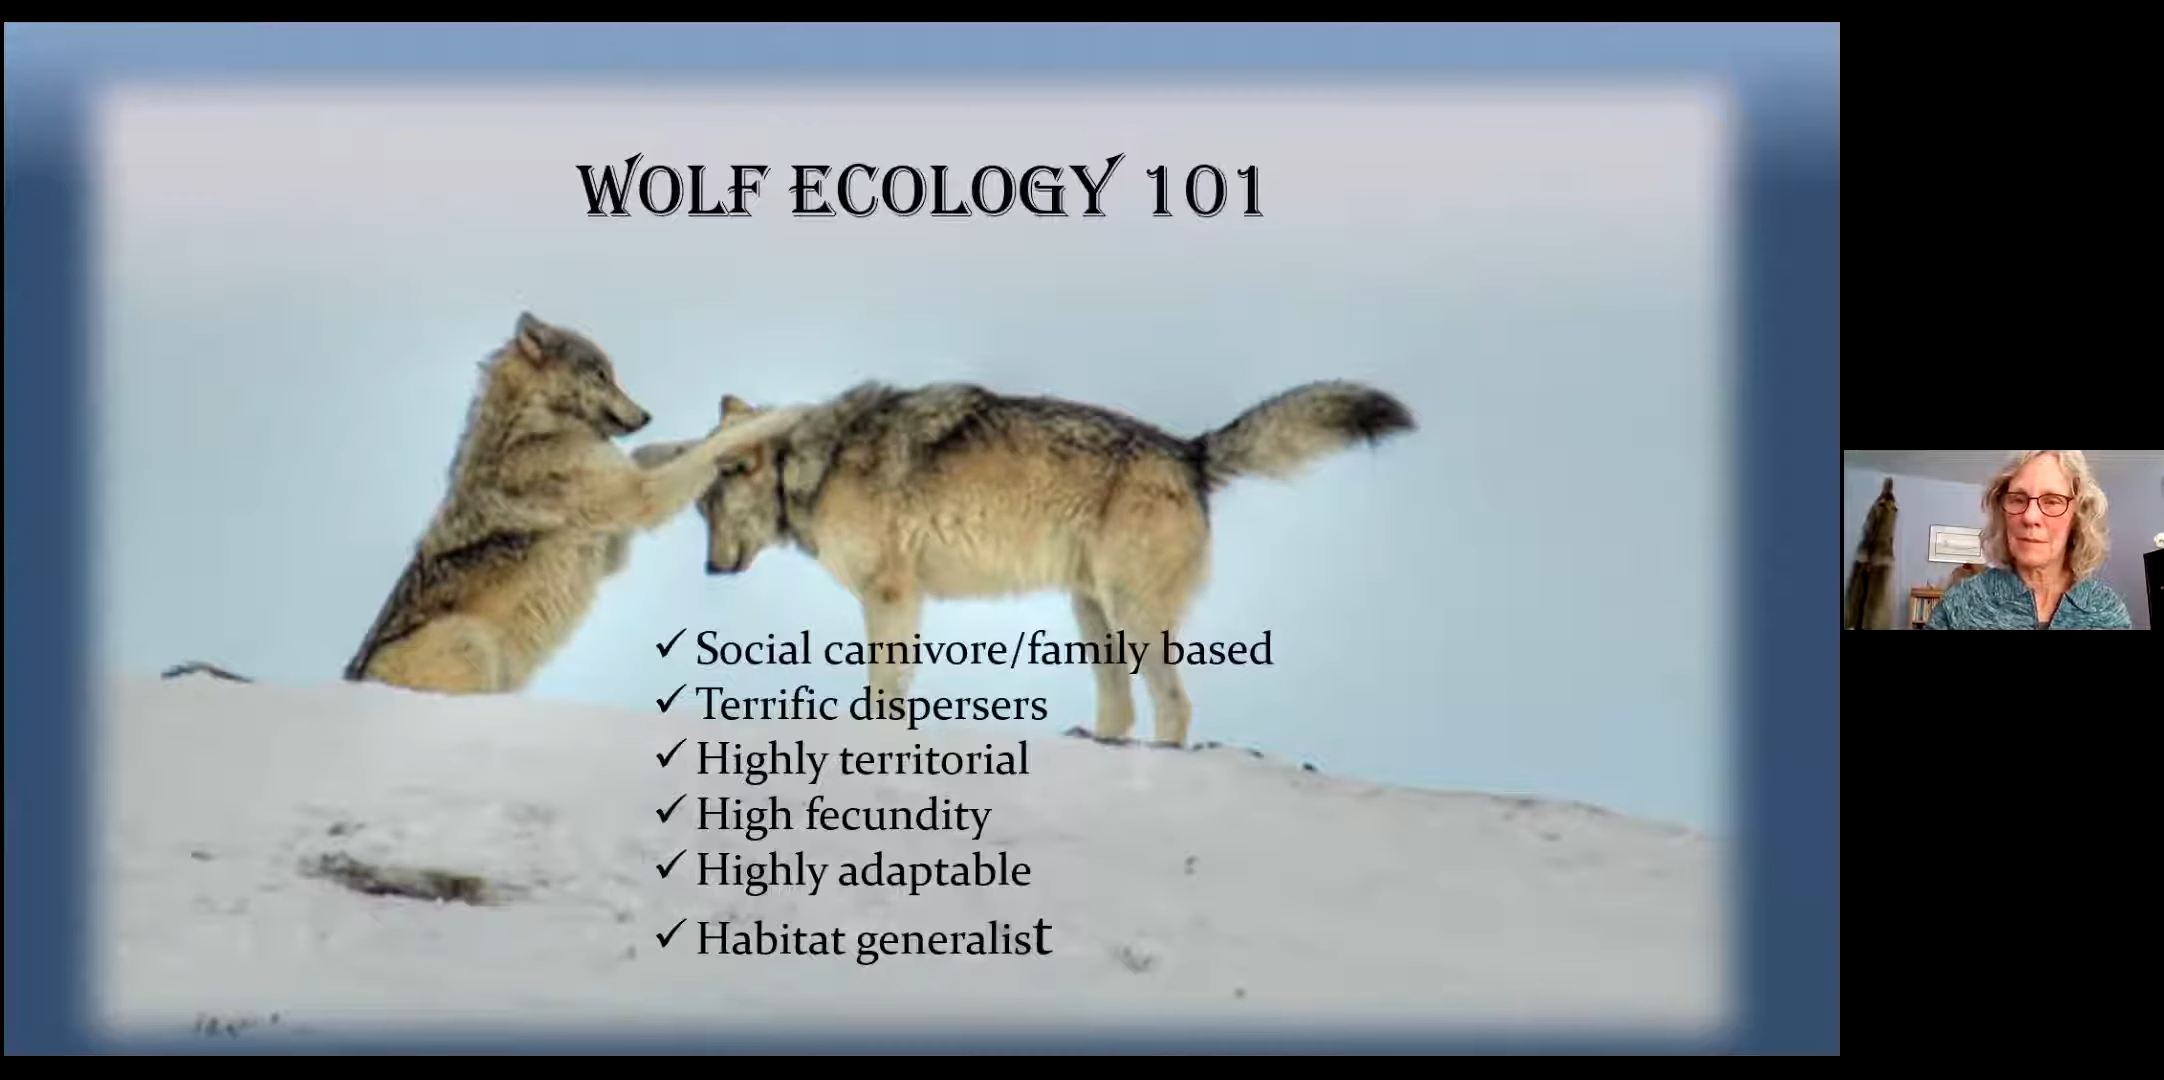 WOLF ECOLOGY 101
✓ Social carnivore/family based
✓ Terrific dispersers
✓ Highly territorial
✓ High fecundity
✓ Highly adaptable
✓ Habitat generalist